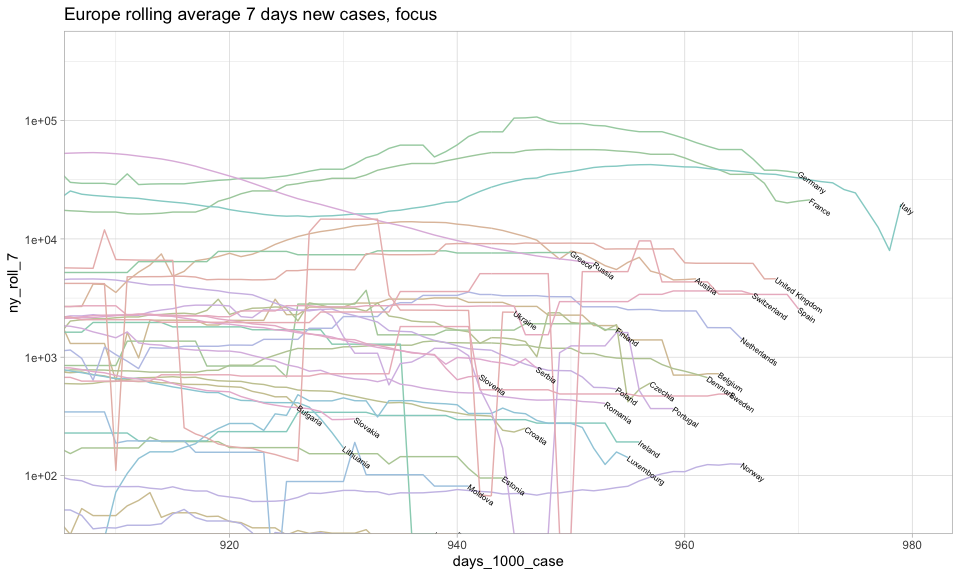 Europe rolling average 7 days new cases, focus
ny_roll_7
1e+05
1e+04
1e+03
1e+02
Germany
France
Italy
Greece
Russia
Austria
United Kingdom
Switzerland
Spain
Ukraine
Finland
Netherlands
Serbia
Slovenia
Poland
Czechia
Belgium
Denmark
Sweden
Romania
Portugal
Bulgaria
Slovakia
Croatia
Lithuania
Ireland
Luxembourg
Norway
Estonia
Moldova
920
940
960
980
days_1000_case